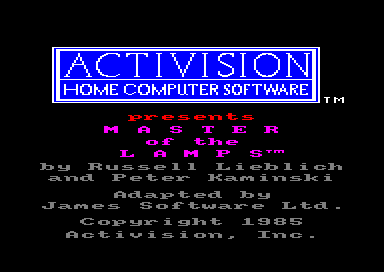 ACTIVISION
HOME COMPUTER SOFTWARE
TM
presents
M A S T E R
of the
L A M P S™
by Russell Lieblich
and Peter Kaminski
Adapted by
James Software Ltd.
Copyright 1985
Activision, Inc.